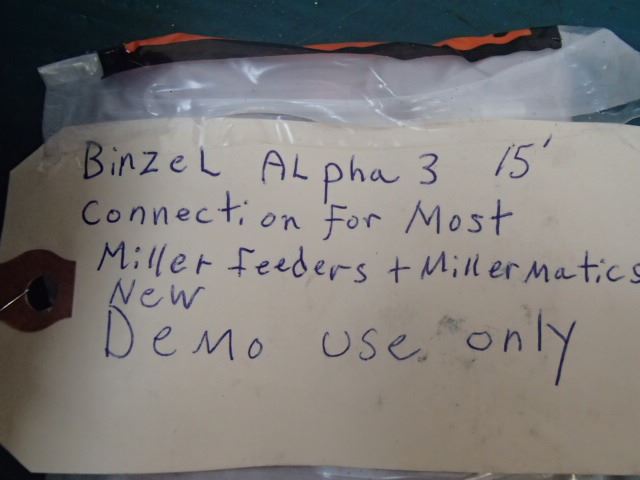 Binzel Alpha 3 15'
Connection for Most
Miller feeders + Millermatics
New
Demo use only